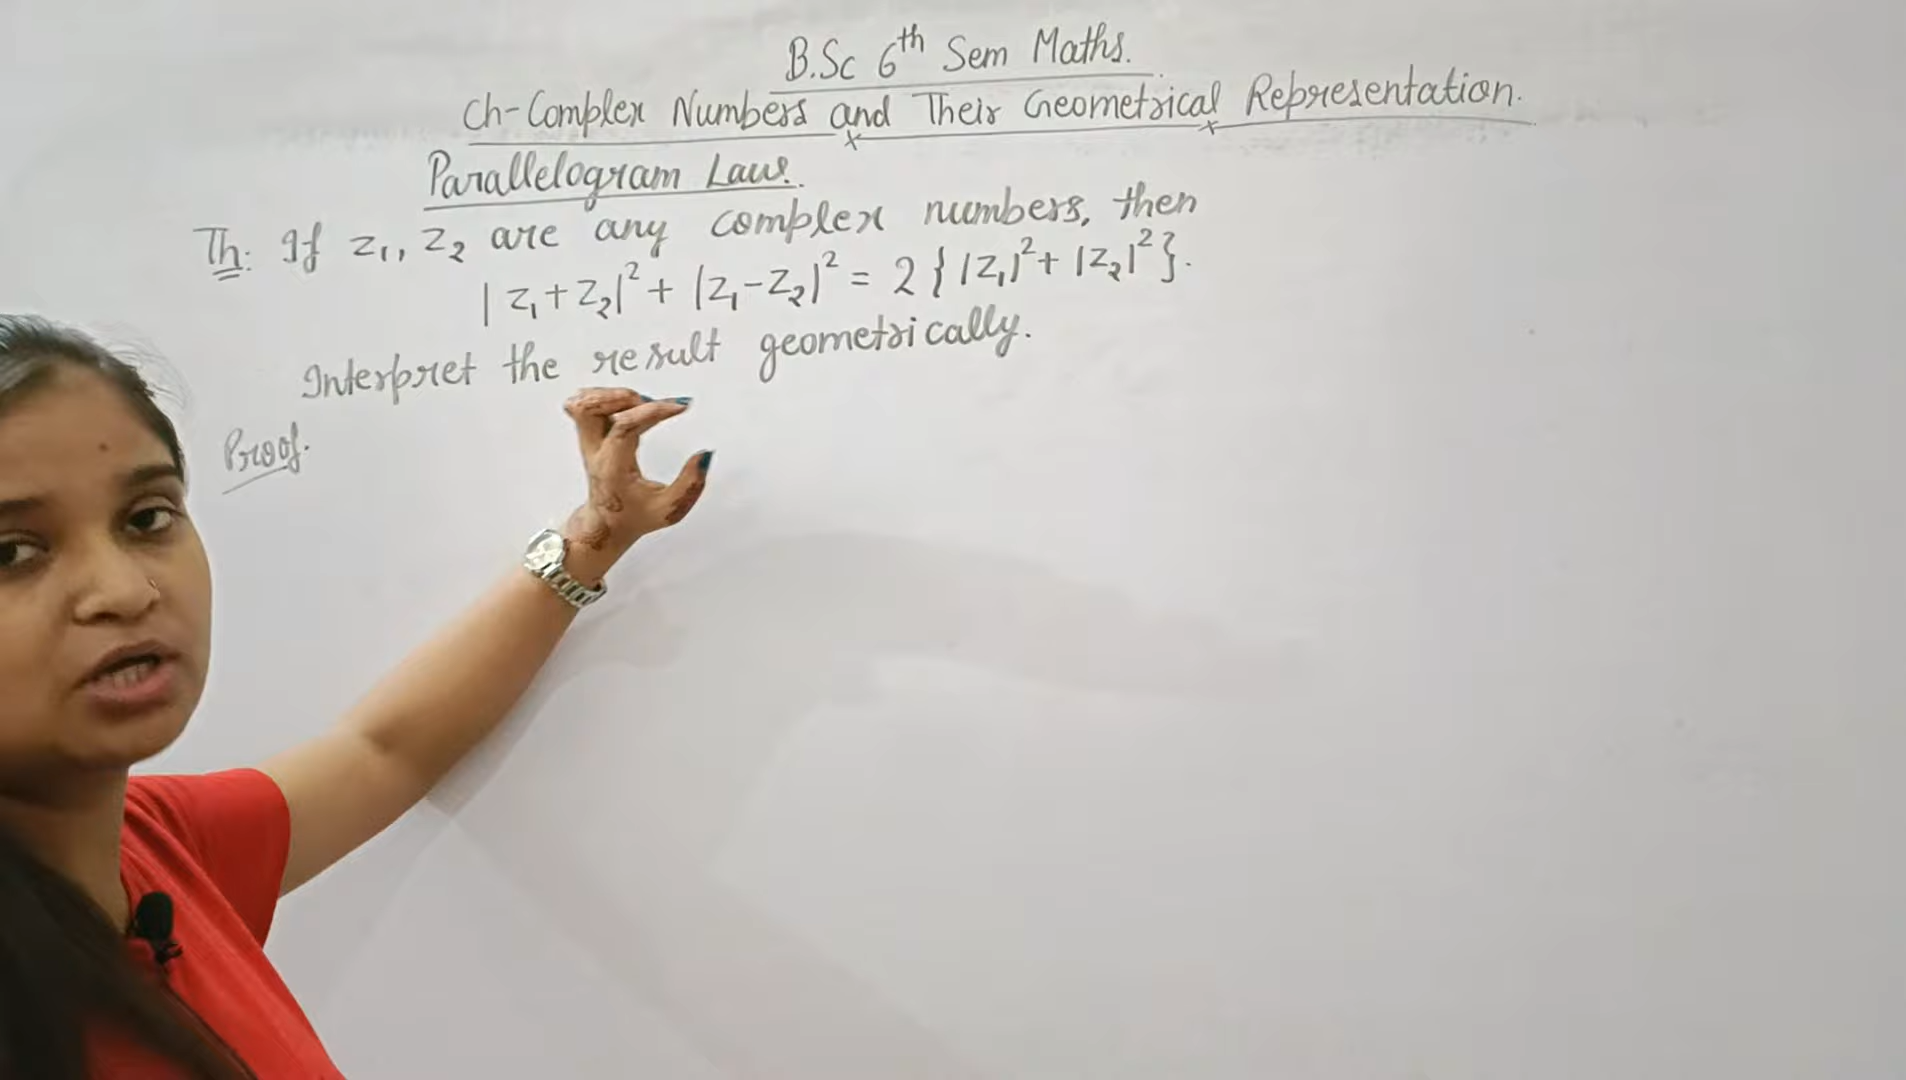 B.Sc 6th Sem Maths.
Ch-Complex Numbers and Their Geometrical Representation.
Parallelogram Law.
Th: If z₁, z₂ are any complex numbers, then
|z₁+z₂|² + |z₁-z₂|² = 2{|z₁|²+|z₂|²}.
Interpret the result geometrically.
Proof.